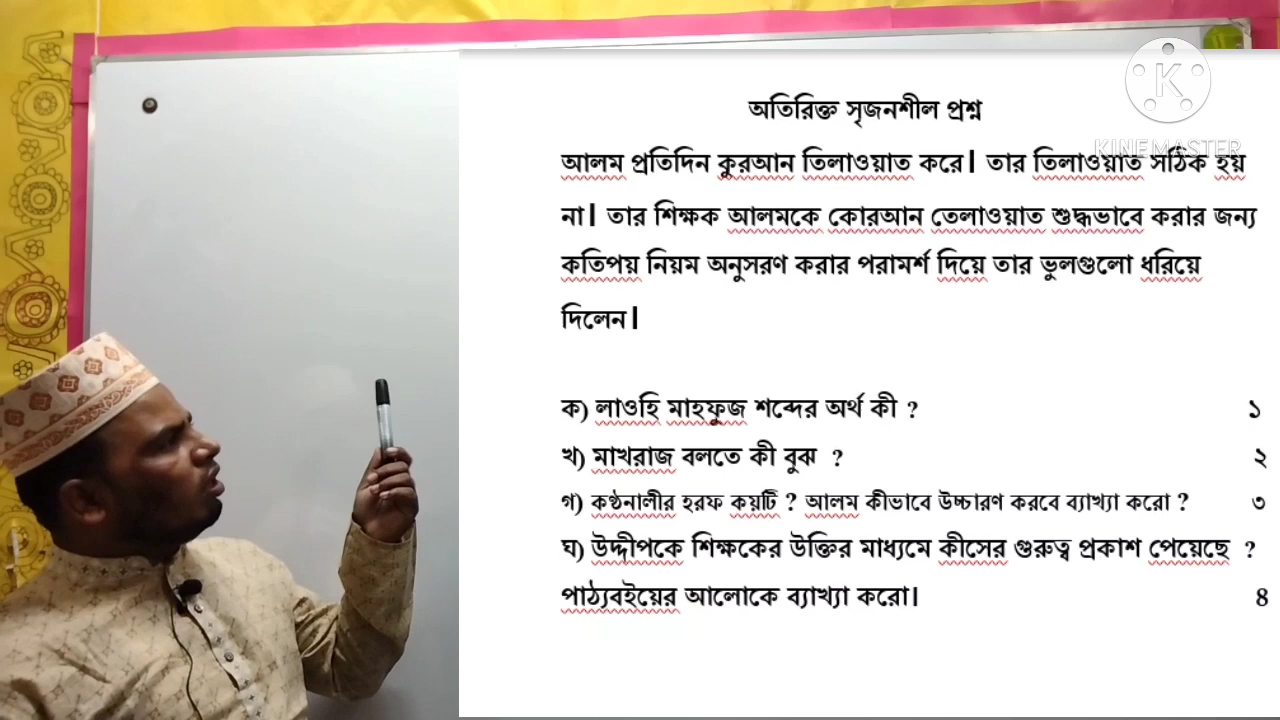 KINEMASTER
অতিরিক্ত সৃজনশীল প্রশ্ন
আলম প্রতিদিন কুরআন তিলাওয়াত করে। তার তিলাওয়াত সঠিক হয়
না। তার শিক্ষক আলমকে কোরআন তেলাওয়াত শুদ্ধভাবে করার জন্য
কতিপয় নিয়ম অনুসরণ করার পরামর্শ দিয়ে তার ভুলগুলো ধরিয়ে
দিলেন।
ক) লাওহি মাহফুজ শব্দের অর্থ কী ? ১
খ) মাখরাজ বলতে কী বুঝ ? ২
গ) কণ্ঠনালীর হরফ কয়টি ? আলম কীভাবে উচ্চারণ করবে ব্যাখ্যা করো ? ৩
ঘ) উদ্দীপকে শিক্ষকের উক্তির মাধ্যমে কীসের গুরুত্ব প্রকাশ পেয়েছে ?
পাঠ্যবইয়ের আলোকে ব্যাখ্যা করো। ৪